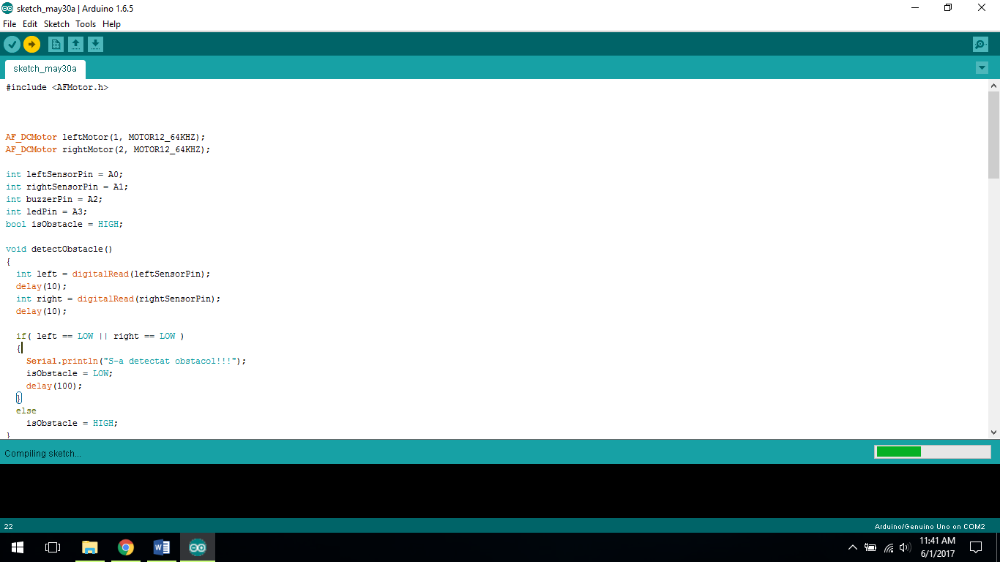 sketch_may30a | Arduino 1.6.5
File Edit Sketch Tools Help
sketch_may30a
#include <AFMotor.h>
AF_DCMotor leftMotor(1, MOTOR12_64KHZ);
AF_DCMotor rightMotor(2, MOTOR12_64KHZ);
int leftSensorPin = A0;
int rightSensorPin = A1;
int buzzerPin = A2;
int ledPin = A3;
bool isObstacle = HIGH;
void detectObstacle()
{
  int left = digitalRead(leftSensorPin);
  delay(10);
  int right = digitalRead(rightSensorPin);
  delay(10);
  if( left == LOW || right == LOW )
  {
    Serial.println("S-a detectat obstacol!!!");
    isObstacle = LOW;
    delay(100);
  }
  else
    isObstacle = HIGH;
}
Compiling sketch...
22
Arduino/Genuino Uno on COM2
11:41 AM
6/1/2017